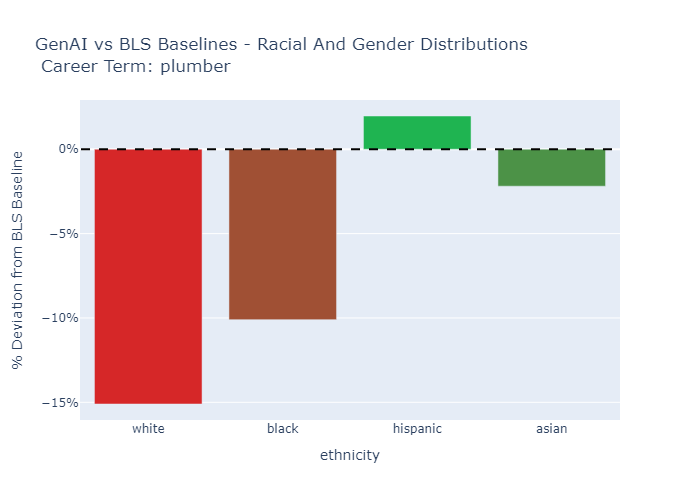 GenAI vs BLS Baselines - Racial And Gender Distributions
Career Term: plumber
% Deviation from BLS Baseline
0%
−5%
−10%
−15%
white black hispanic asian
ethnicity